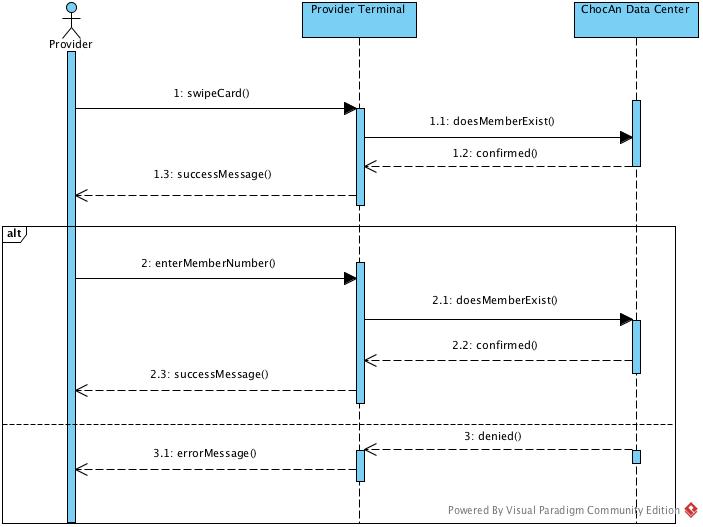 Provider Terminal
ChocAn Data Center
Provider
1: swipeCard()
1.1: doesMemberExist()
1.2: confirmed()
1.3: successMessage()
alt
2: enterMemberNumber()
2.1: doesMemberExist()
2.2: confirmed()
2.3: successMessage()
3: denied()
3.1: errorMessage()
Powered By Visual Paradigm Community Edition